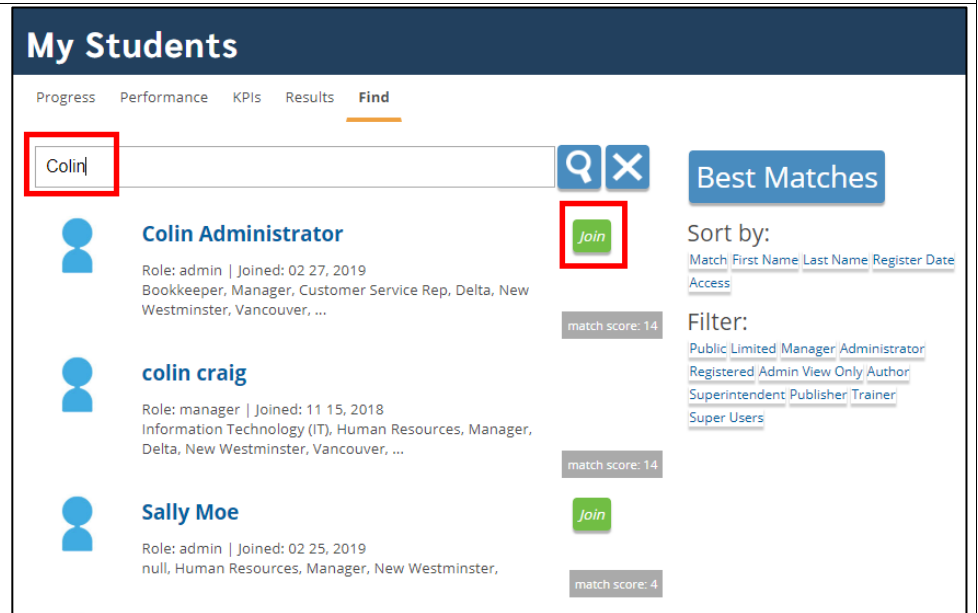 My Students
Progress Performance KPIs Results Find
Colin
Best Matches
Colin Administrator
Join
Role: admin | Joined: 02 27, 2019
Bookkeeper, Manager, Customer Service Rep, Delta, New
Westminster, Vancouver, ...
match score: 14
Sort by:
Match First Name Last Name Register Date
Access
Filter:
Public Limited Manager Administrator
Registered Admin View Only Author
Superintendent Publisher Trainer
Super Users
colin craig
Role: manager | Joined: 11 15, 2018
Information Technology (IT), Human Resources, Manager,
Delta, New Westminster, Vancouver, ...
match score: 14
Sally Moe
Join
Role: admin | Joined: 02 25, 2019
null, Human Resources, Manager, New Westminster,
match score: 4